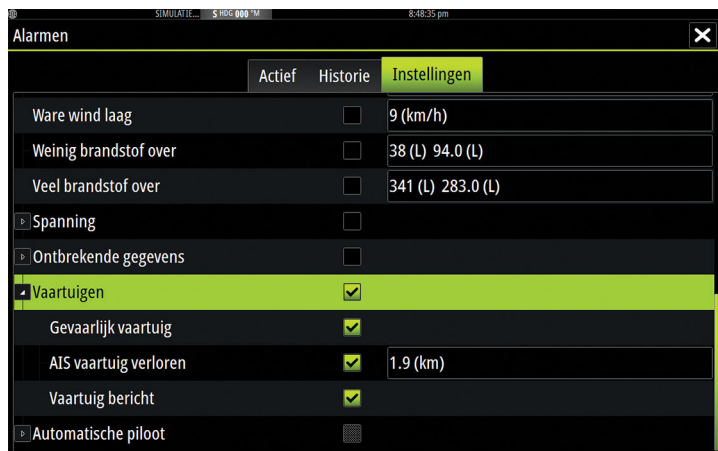 SIMULATIE... S HDG 000 °M 8:48:35 pm
Alarmen
Actief Historie Instellingen
Ware wind laag 9 (km/h)
Weinig brandstof over 38 (L) 94.0 (L)
Veel brandstof over 341 (L) 283.0 (L)
Spanning
Ontbrekende gegevens
Vaartuigen
Gevaarlijk vaartuig
AIS vaartuig verloren 1.9 (km)
Vaartuig bericht
Automatische piloot